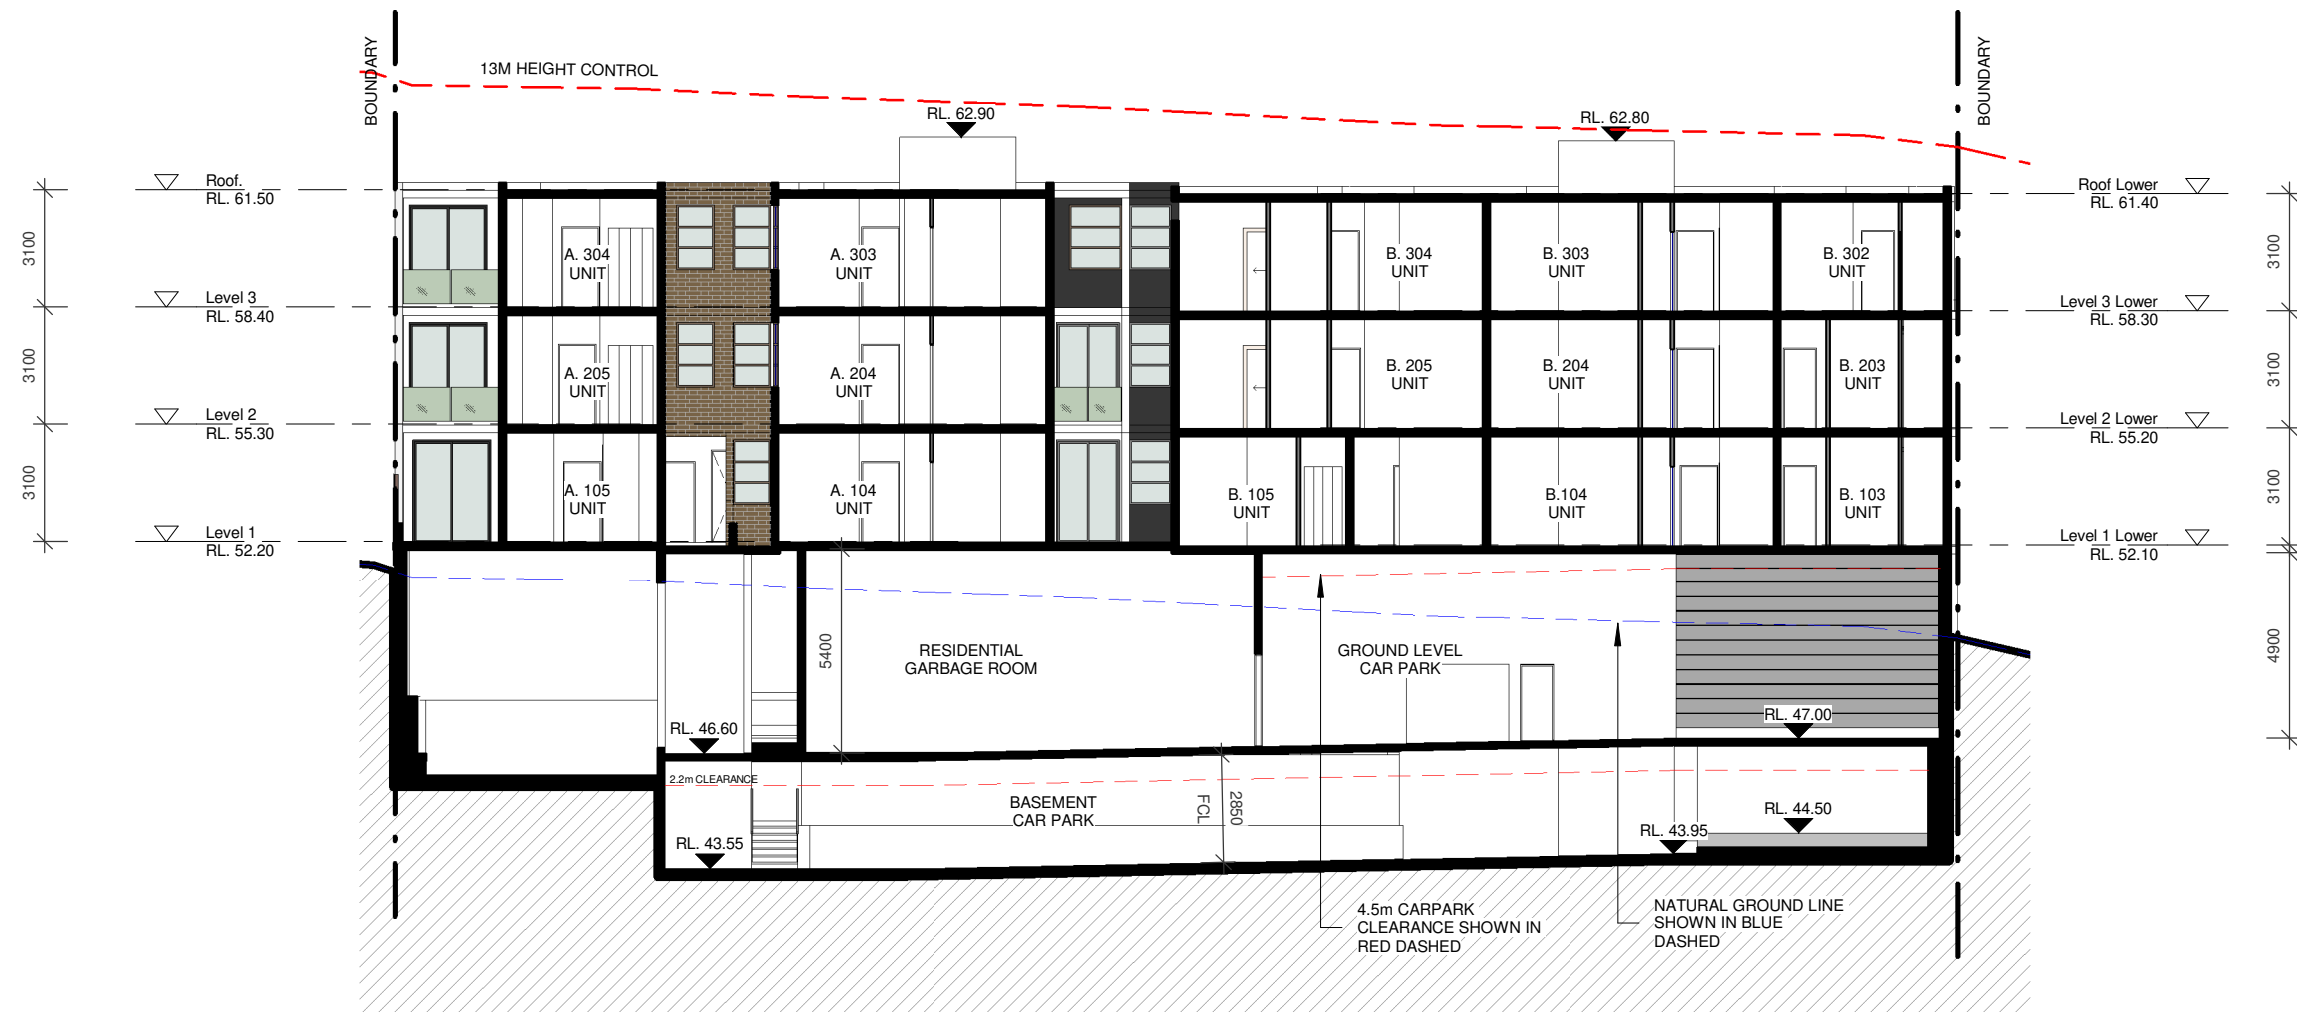 BOUNDARY
13M HEIGHT CONTROL
BOUNDARY
RL. 62.90
RL. 62.80
Roof.
RL. 61.50
Roof Lower
RL. 61.40
3100
A. 304
UNIT
A. 303
UNIT
B. 304
UNIT
B. 303
UNIT
B. 302
UNIT
3100
Level 3
RL. 58.40
Level 3 Lower
RL. 58.30
3100
A. 205
UNIT
A. 204
UNIT
B. 205
UNIT
B. 204
UNIT
B. 203
UNIT
3100
Level 2
RL. 55.30
Level 2 Lower
RL. 55.20
3100
A. 105
UNIT
A. 104
UNIT
B. 105
UNIT
B.104
UNIT
B. 103
UNIT
3100
Level 1
RL. 52.20
Level 1 Lower
RL. 52.10
5400
RESIDENTIAL
GARBAGE ROOM
GROUND LEVEL
CAR PARK
4900
RL. 46.60
RL. 47.00
2.2m CLEARANCE
BASEMENT
CAR PARK
2850
FCL
RL. 44.50
RL. 43.55
RL. 43.95
4.5m CARPARK
CLEARANCE SHOWN IN
RED DASHED
NATURAL GROUND LINE
SHOWN IN BLUE
DASHED